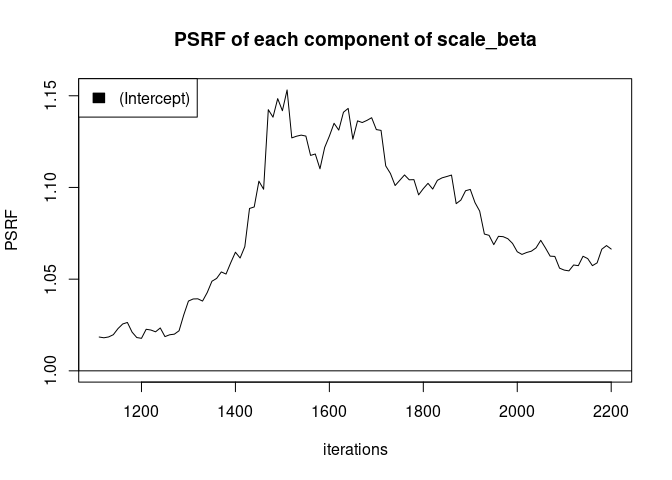 PSRF of each component of scale_beta
(Intercept)
PSRF
1.15
1.10
1.05
1.00
1200 1400 1600 1800 2000 2200
iterations